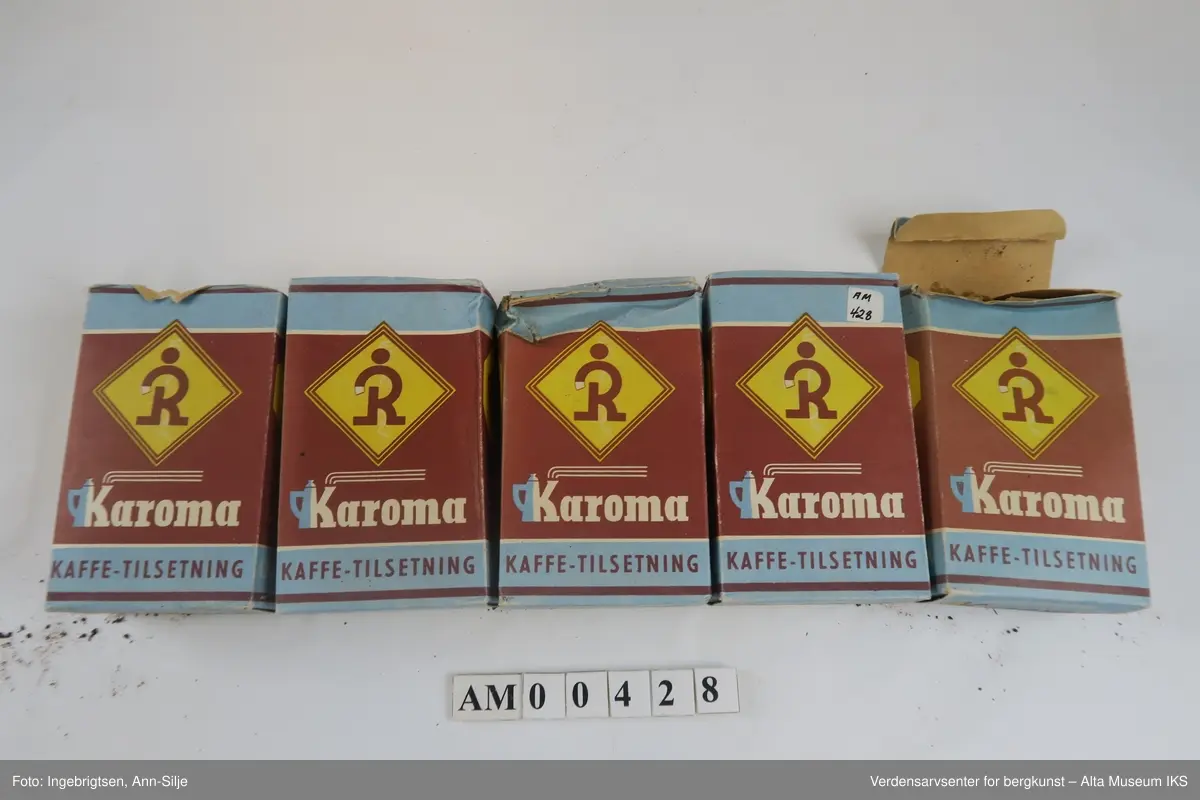 AM
428
Karoma
KAFFE-TILSETNING
Karoma
KAFFE-TILSETNING
Karoma
KAFFE-TILSETNING
Karoma
KAFFE-TILSETNING
Karoma
KAFFE-TILSETNING
AM00428
Foto: Ingebrigtsen, Ann-Silje
Verdensarvsenter for bergkunst – Alta Museum IKS